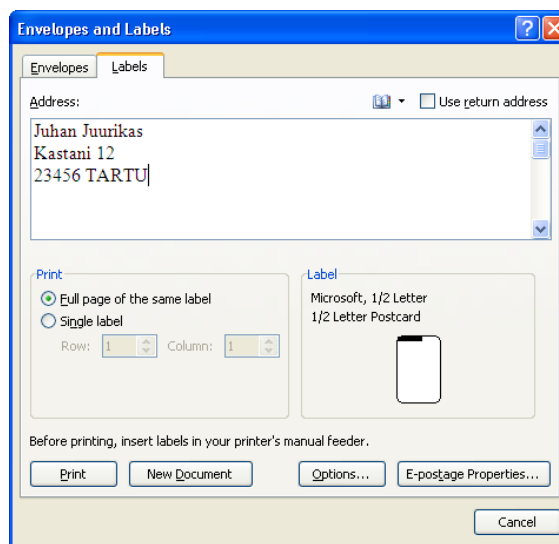 Envelopes and Labels
Envelopes Labels
Address: Use return address
Juhan Juurikas
Kastani 12
23456 TARTU
Print
Full page of the same label
Single label
Row: 1 Column: 1
Label
Microsoft, 1/2 Letter
1/2 Letter Postcard
Before printing, insert labels in your printer's manual feeder.
Print New Document Options... E-postage Properties...
Cancel